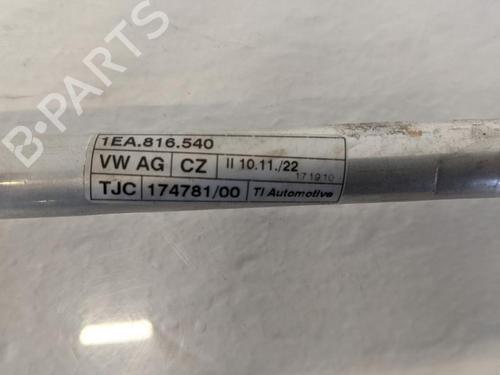 1EA.816.540
VW AG CZ II 10.11./22
171910
TJC 174781/00 TI Automotive
B-PARTS